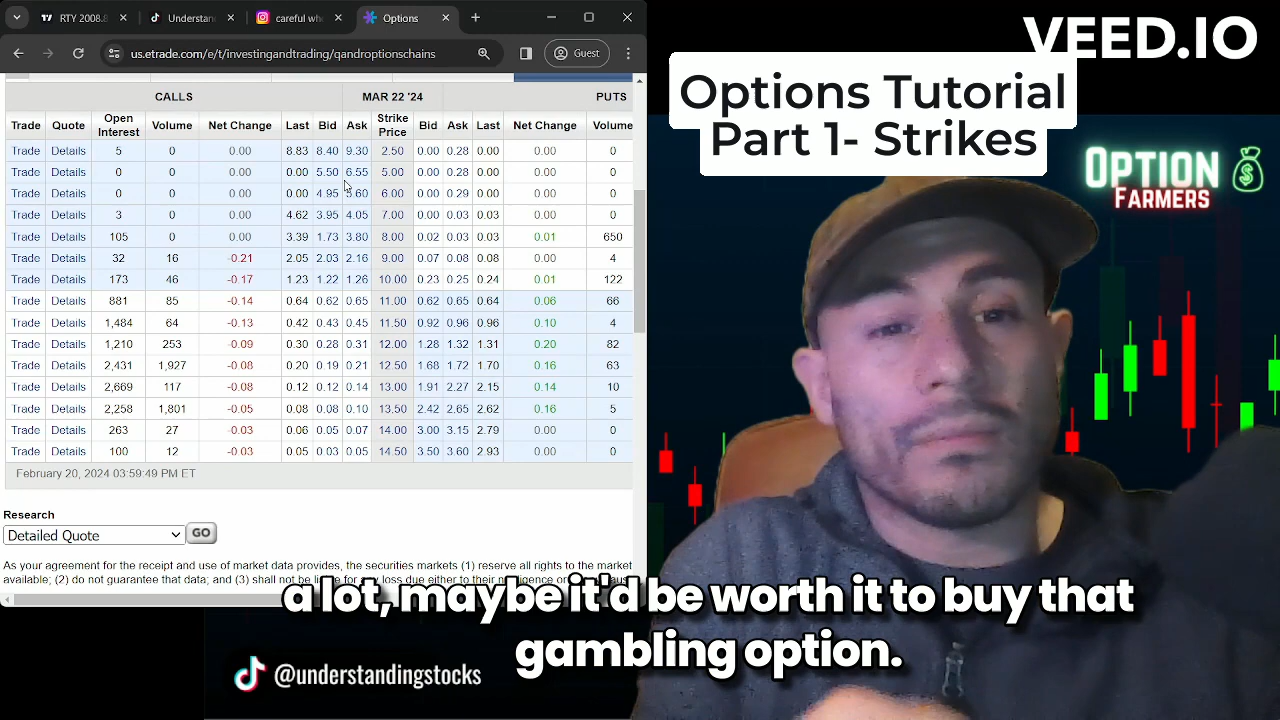 RTY 2008.8
Understan
careful wh
Options
us.etrade.com/e/t/investingandtrading/qandroptionchains
Guest
VEED.IO
Options Tutorial
Part 1- Strikes
OPTION
FARMERS
CALLS MAR 22 '24 PUTS
Trade Quote Open Interest Volume Net Change Last Bid Ask Strike Price Bid Ask Last Net Change Volume
Trade Details 5 0 0.00 9.30 2.50 0.00 0.28 0.00 0.00 0
Trade Details 0 0 0.00 0.00 5.50 6.55 5.00 0.00 0.28 0.00 0.00 0
Trade Details 0 0 0.00 0.00 4.95 5.60 6.00 0.00 0.29 0.00 0.00 0
Trade Details 3 0 0.00 4.62 3.95 4.05 7.00 0.00 0.03 0.03 0.00 0
Trade Details 105 0 0.00 3.39 1.73 3.80 8.00 0.02 0.03 0.03 0.01 650
Trade Details 32 16 -0.21 2.05 2.03 2.16 9.00 0.07 0.08 0.08 0.00 4
Trade Details 173 46 -0.17 1.23 1.22 1.26 10.00 0.23 0.25 0.24 0.01 122
Trade Details 881 85 -0.14 0.64 0.62 0.65 11.00 0.62 0.65 0.64 0.06 66
Trade Details 1,484 64 -0.13 0.42 0.43 0.45 11.50 0.92 0.96 0.96 0.10 4
Trade Details 1,210 253 -0.09 0.30 0.28 0.31 12.00 1.28 1.32 1.31 0.20 82
Trade Details 2,431 1,927 -0.08 0.20 0.19 0.21 12.50 1.68 1.72 1.70 0.16 63
Trade Details 2,669 117 -0.08 0.12 0.12 0.14 13.00 1.91 2.27 2.15 0.14 10
Trade Details 2,258 1,801 -0.05 0.08 0.08 0.10 13.50 2.42 2.65 2.62 0.16 5
Trade Details 263 27 -0.03 0.06 0.05 0.07 14.00 3.00 3.15 2.79 0.00 0
Trade Details 100 12 -0.03 0.05 0.03 0.05 14.50 3.50 3.60 2.93 0.00 0
February 20, 2024 03:59:49 PM ET
Research
Detailed Quote GO
As your agreement for the receipt and use of market data provides, the securities markets (1) reserve all rights to the market
available; (2) do not guarantee that data; and (3) shall not be
a lot, maybe it'd be worth it to buy that
gambling option.
@understandingstocks